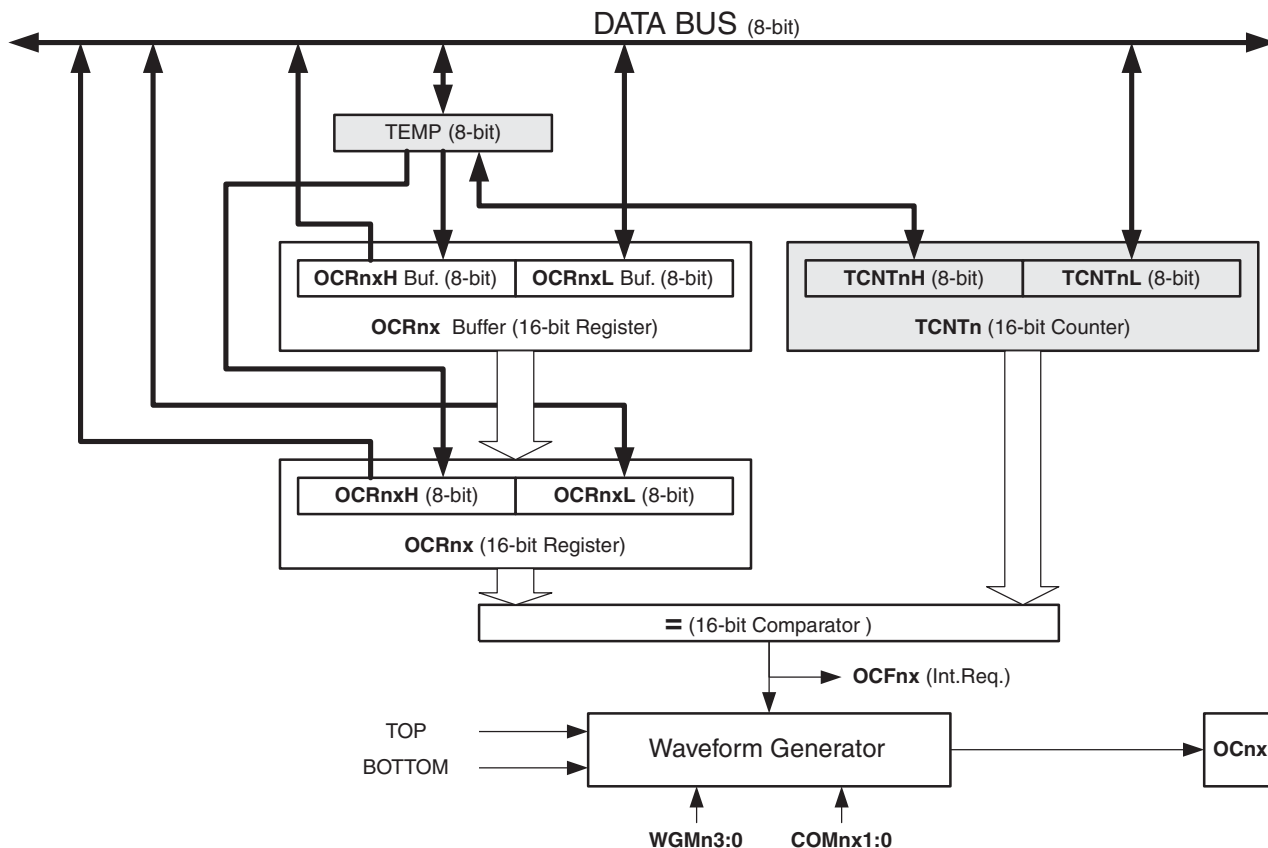 DATA BUS (8-bit)
TEMP (8-bit)
OCRnxH Buf. (8-bit) OCRnxL Buf. (8-bit)
OCRnx Buffer (16-bit Register)
TCNTnH (8-bit) TCNTnL (8-bit)
TCNTn (16-bit Counter)
OCRnxH (8-bit) OCRnxL (8-bit)
OCRnx (16-bit Register)
= (16-bit Comparator )
OCFnx (Int.Req.)
TOP
BOTTOM
Waveform Generator
OCnx
WGMn3:0 COMnx1:0